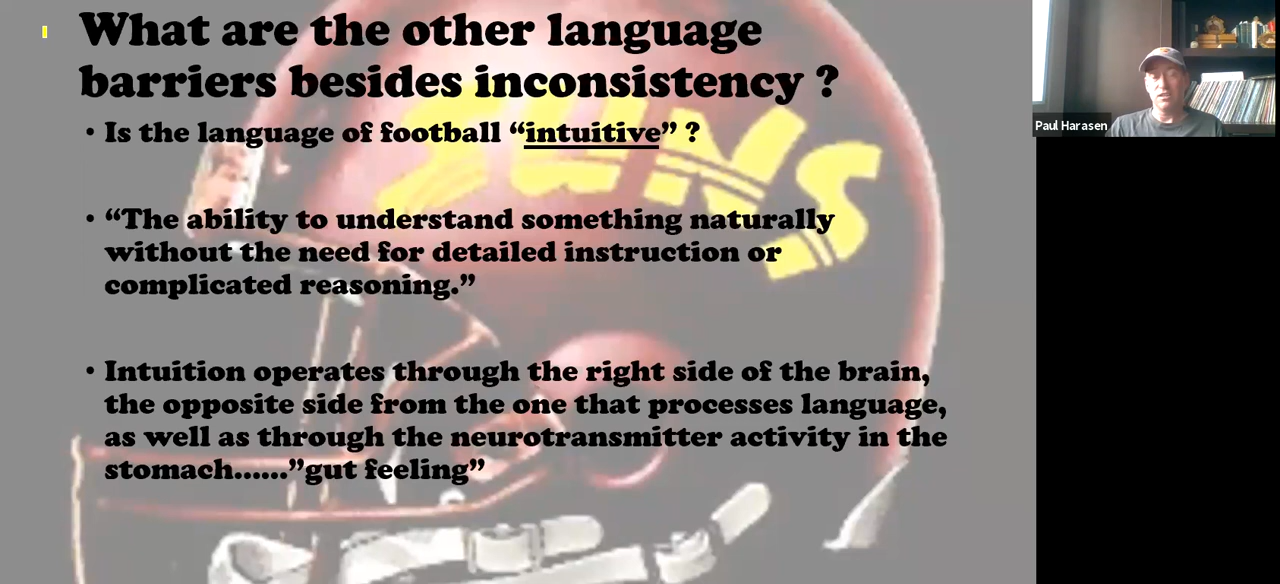 What are the other language
barriers besides inconsistency ?
• Is the language of football “intuitive” ?
• “The ability to understand something naturally
without the need for detailed instruction or
complicated reasoning.”
• Intuition operates through the right side of the brain,
the opposite side from the one that processes language,
as well as through the neurotransmitter activity in the
stomach......”gut feeling”
SUNS
Paul Harasen